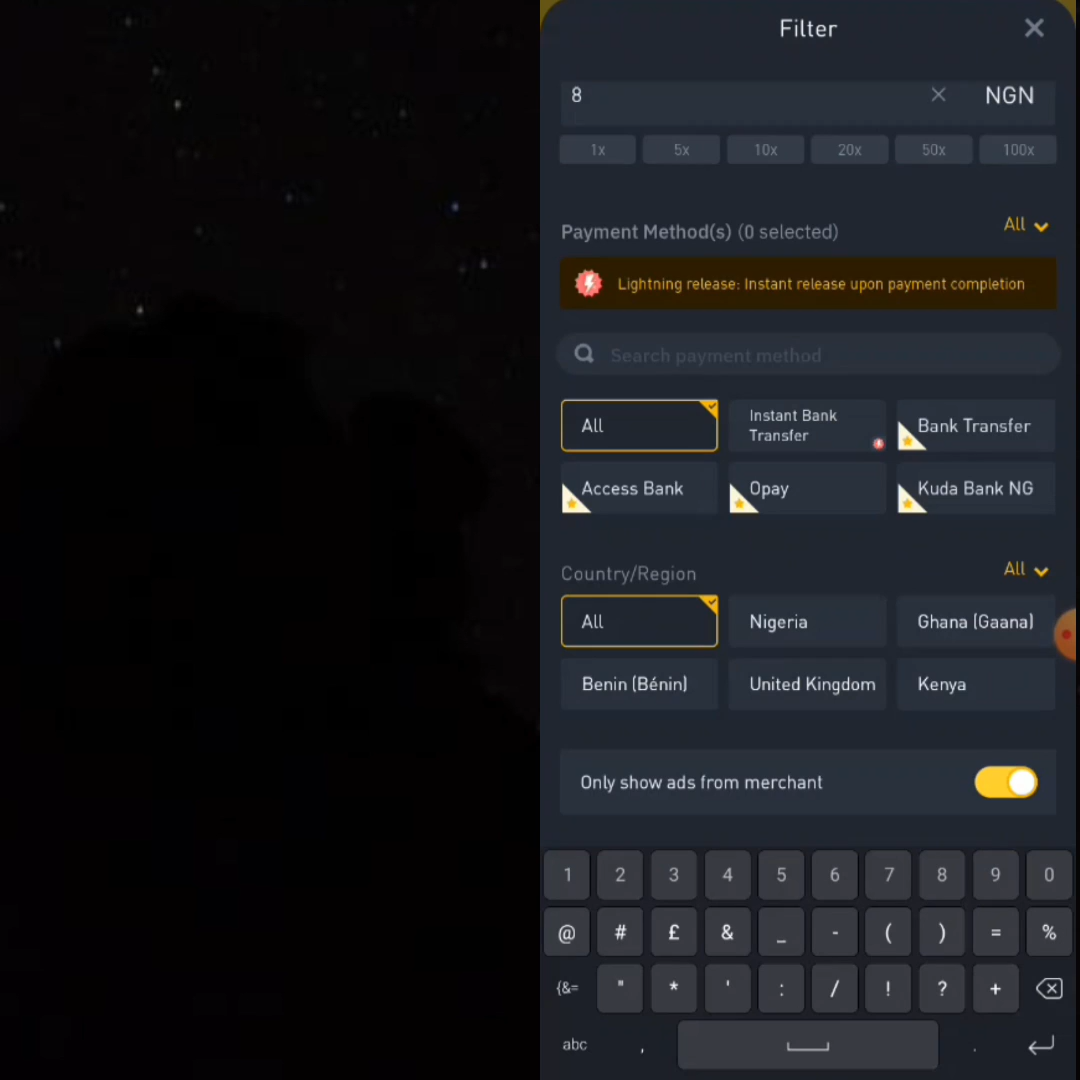 Filter
8 NGN
1x 5x 10x 20x 50x 100x
Payment Method(s) (0 selected) All
Lightning release: Instant release upon payment completion
Search payment method
All Instant Bank Transfer Bank Transfer
Access Bank Opay Kuda Bank NG
Country/Region All
All Nigeria Ghana (Gaana)
Benin (Bénin) United Kingdom Kenya
Only show ads from merchant
1 2 3 4 5 6 7 8 9 0
@ # £ & _ - ( ) = %
{&= " * ' : / ! ? +
abc , .